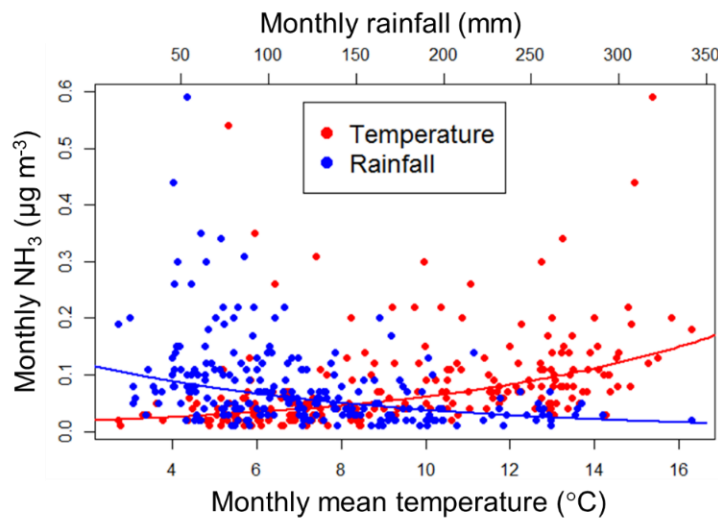 Monthly rainfall (mm)
50 100 150 200 250 300 350
Monthly NH₃ (µg m⁻³)
0.6
0.5
0.4
0.3
0.2
0.1
0.0
Temperature
Rainfall
4 6 8 10 12 14 16
Monthly mean temperature (°C)